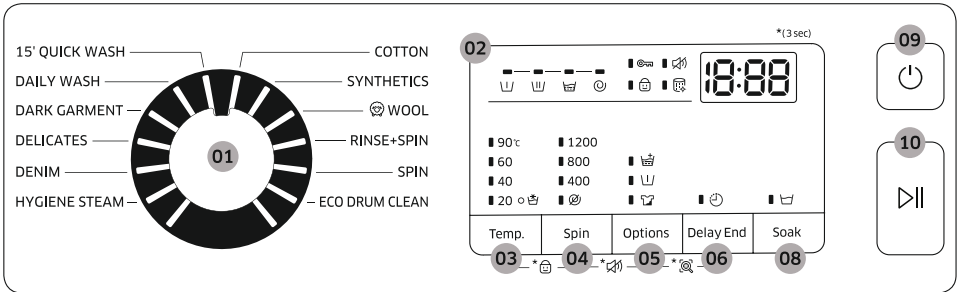 *(3 sec)
01
15' QUICK WASH
DAILY WASH
DARK GARMENT
DELICATES
DENIM
HYGIENE STEAM
COTTON
SYNTHETICS
WOOL
RINSE+SPIN
SPIN
ECO DRUM CLEAN
02
18:88
90℃ 1200
60 800
40 400
20
Temp. Spin Options Delay End Soak
03 04 05 06 08
* * *
09
10